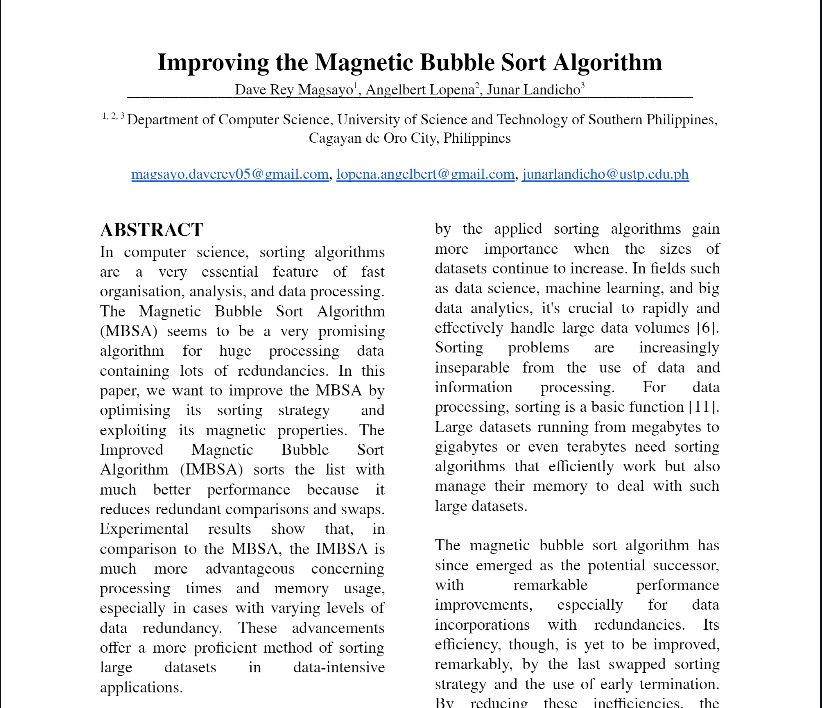 Improving the Magnetic Bubble Sort Algorithm
Dave Rey Magsayo1, Angelbert Lopena2, Junar Landicho3
1, 2, 3 Department of Computer Science, University of Science and Technology of Southern Philippines,
Cagayan de Oro City, Philippines
magsayo.daverey05@gmail.com, lopena.angelbert@gmail.com, junarlandicho@ustp.edu.ph
ABSTRACT
In computer science, sorting algorithms
are a very essential feature of fast
organisation, analysis, and data processing.
The Magnetic Bubble Sort Algorithm
(MBSA) seems to be a very promising
algorithm for huge processing data
containing lots of redundancies. In this
paper, we want to improve the MBSA by
optimising its sorting strategy and
exploiting its magnetic properties. The
Improved Magnetic Bubble Sort
Algorithm (IMBSA) sorts the list with
much better performance because it
reduces redundant comparisons and swaps.
Experimental results show that, in
comparison to the MBSA, the IMBSA is
much more advantageous concerning
processing times and memory usage,
especially in cases with varying levels of
data redundancy. These advancements
offer a more proficient method of sorting
large datasets in data-intensive
applications.
by the applied sorting algorithms gain
more importance when the sizes of
datasets continue to increase. In fields such
as data science, machine learning, and big
data analytics, it's crucial to rapidly and
effectively handle large data volumes [6].
Sorting problems are increasingly
inseparable from the use of data and
information processing. For data
processing, sorting is a basic function [11].
Large datasets running from megabytes to
gigabytes or even terabytes need sorting
algorithms that efficiently work but also
manage their memory to deal with such
large datasets.
The magnetic bubble sort algorithm has
since emerged as the potential successor,
with remarkable performance
improvements, especially for data
incorporations with redundancies. Its
efficiency, though, is yet to be improved,
remarkably, by the last swapped sorting
strategy and the use of early termination.
By reducing these inefficiencies, the